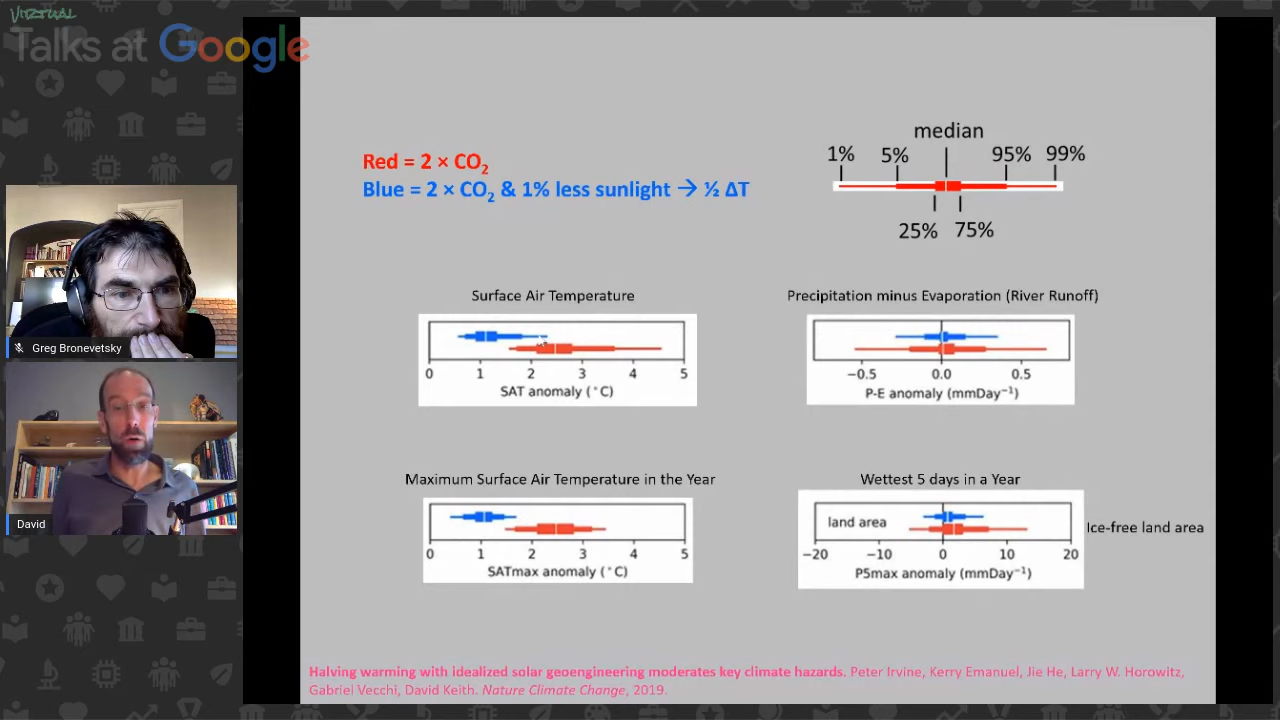 VIRTUAL
Talks at Google
Red = 2 × CO₂
Blue = 2 × CO₂ & 1% less sunlight → ½ ΔT
median
1% 5% 95% 99%
25% 75%
Greg Bronevetsky
David
Surface Air Temperature
0 1 2 3 4 5
SAT anomaly (°C)
Precipitation minus Evaporation (River Runoff)
−0.5 0.0 0.5
P-E anomaly (mmDay⁻¹)
Maximum Surface Air Temperature in the Year
0 1 2 3 4 5
SATmax anomaly (°C)
Wettest 5 days in a Year
land area
Ice-free land area
−20 −10 0 10 20
P5max anomaly (mmDay⁻¹)
Halving warming with idealized solar geoengineering moderates key climate hazards. Peter Irvine, Kerry Emanuel, Jie He, Larry W. Horowitz,
Gabriel Vecchi, David Keith. Nature Climate Change, 2019.